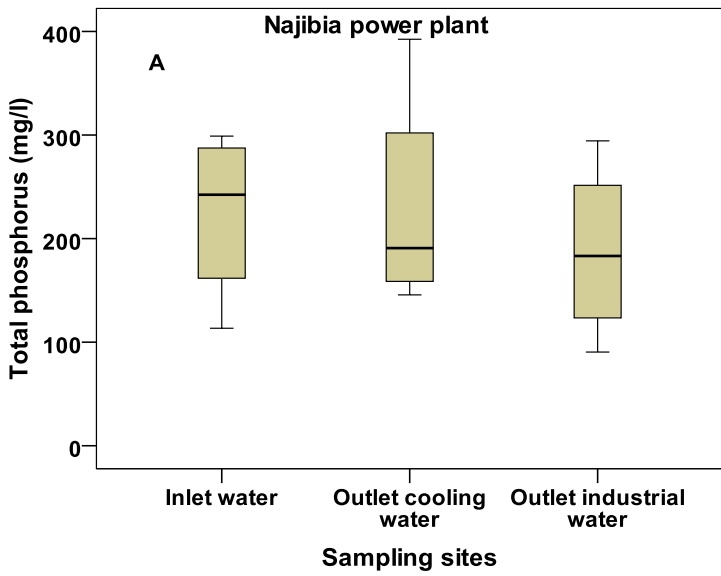 Najibia power plant
A
Total phosphorus (mg/l)
400
300
200
100
0
Inlet water
Outlet cooling
water
Outlet industrial
water
Sampling sites